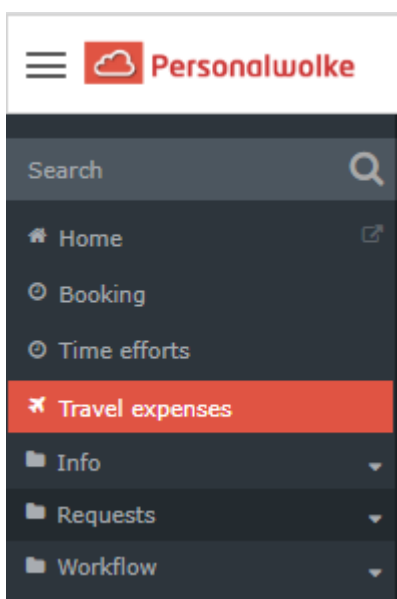 Personalwolke
Search
Home
Booking
Time efforts
Travel expenses
Info
Requests
Workflow